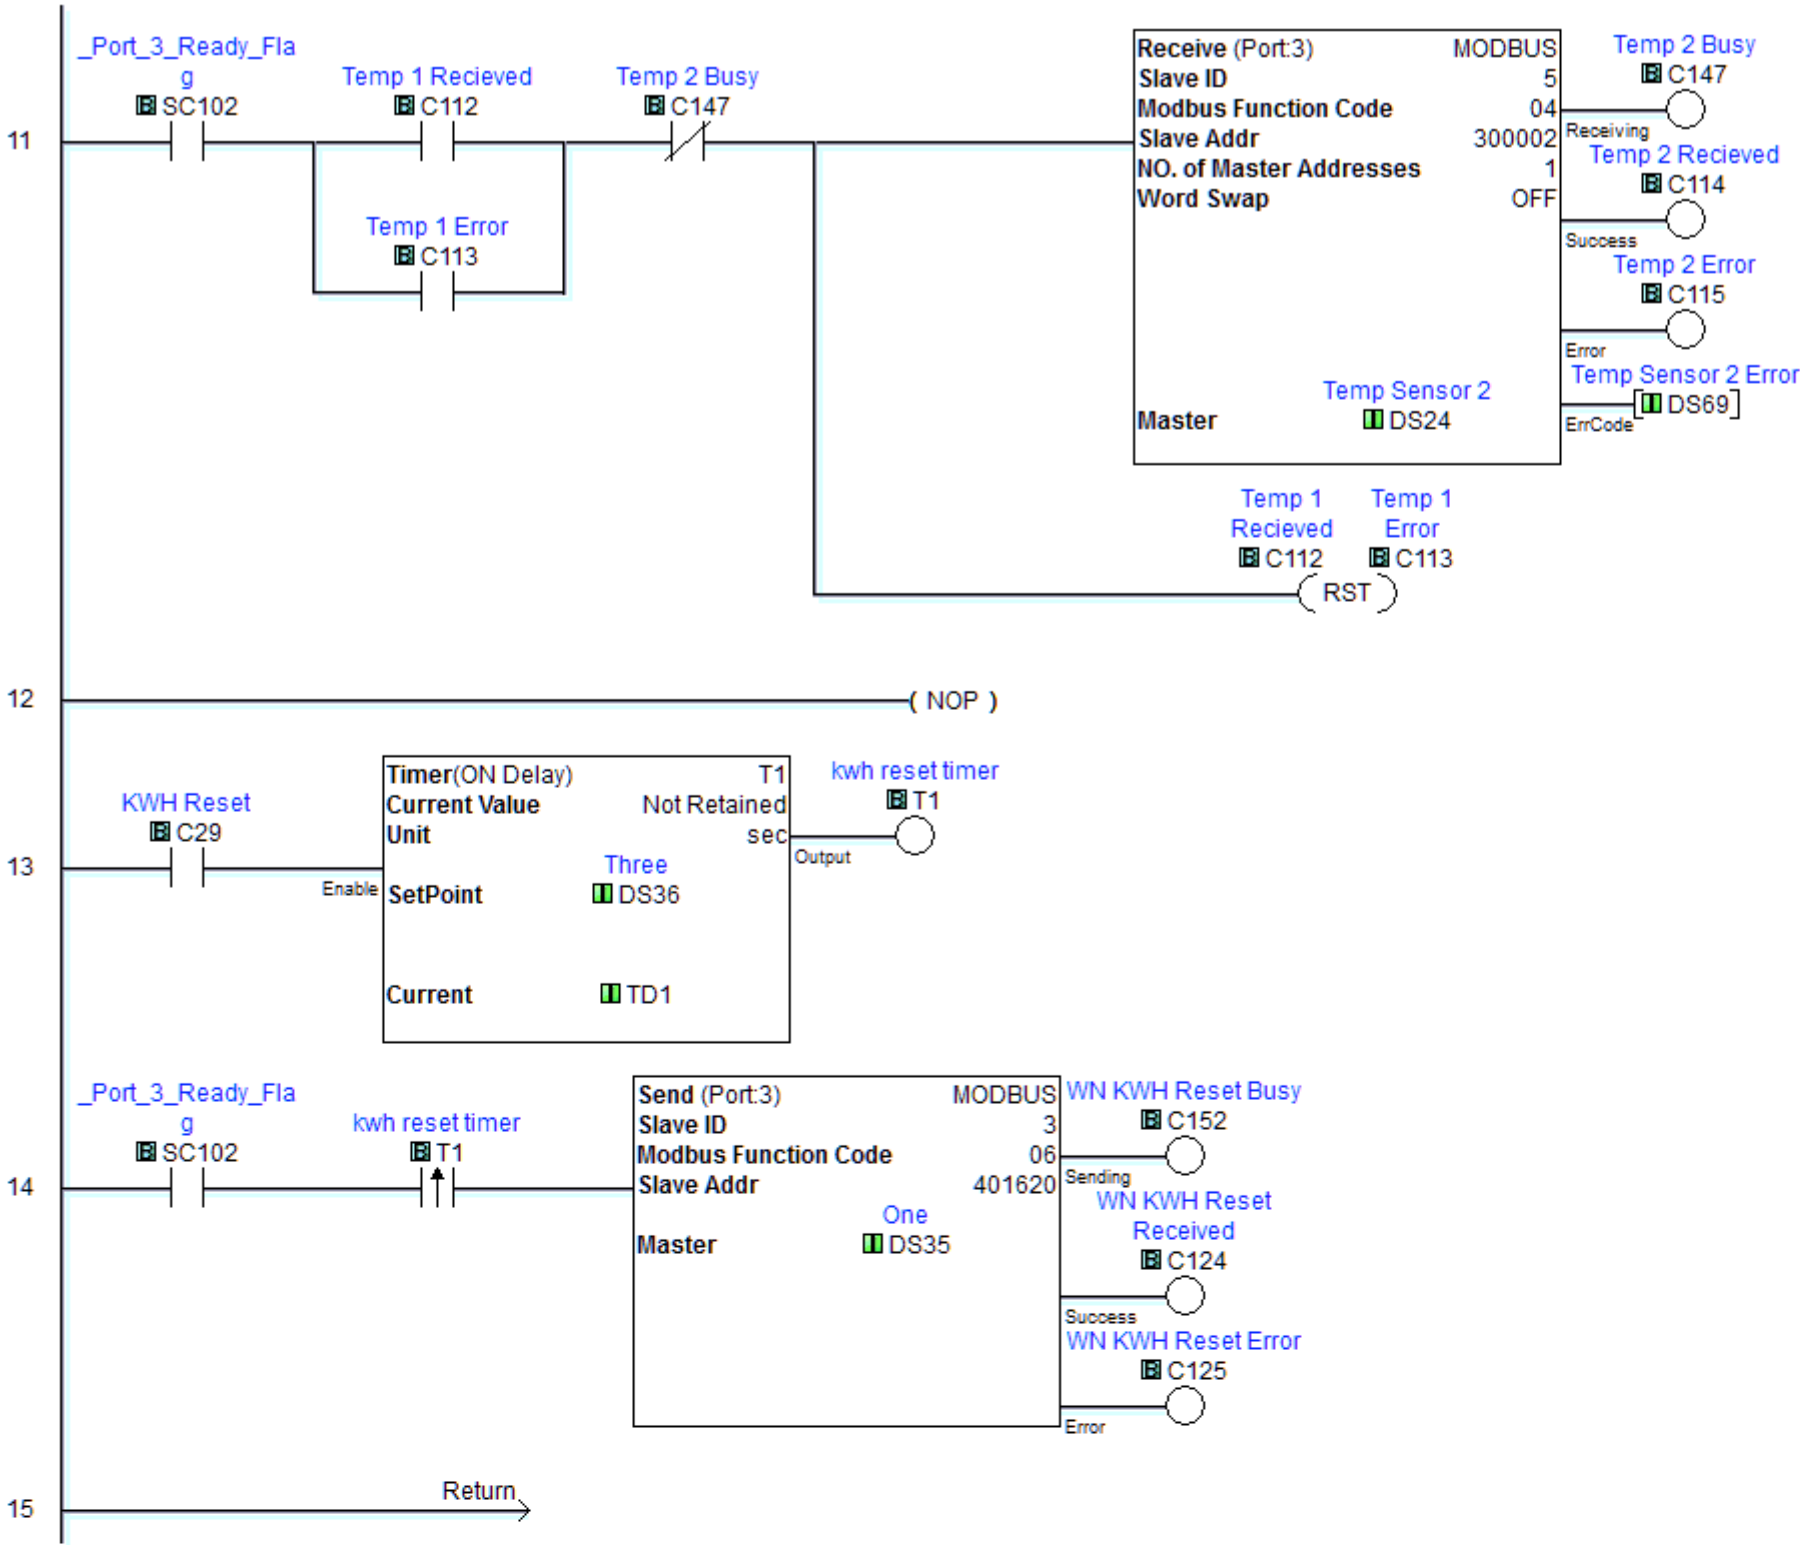 _Port_3_Ready_Fla
g
SC102
Temp 1 Recieved
C112
Temp 2 Busy
C147
11
Temp 1 Error
C113
Receive (Port:3) MODBUS
Slave ID 5
Modbus Function Code 04
Slave Addr 300002
NO. of Master Addresses 1
Word Swap OFF
Temp Sensor 2
Master DS24
Temp 2 Busy
C147
Receiving
Temp 2 Recieved
C114
Success
Temp 2 Error
C115
Error
Temp Sensor 2 Error
DS69
ErrCode
Temp 1
Recieved
C112
Temp 1
Error
C113
RST
12
( NOP )
13
KWH Reset
C29
Enable
Timer(ON Delay) T1
Current Value Not Retained
Unit sec
Three
SetPoint DS36
Current TD1
kwh reset timer
T1
Output
14
_Port_3_Ready_Fla
g
SC102
kwh reset timer
T1
Send (Port:3) MODBUS
Slave ID 3
Modbus Function Code 06
Slave Addr 401620
One
Master DS35
WN KWH Reset Busy
C152
Sending
WN KWH Reset
Received
C124
Success
WN KWH Reset Error
C125
Error
15
Return